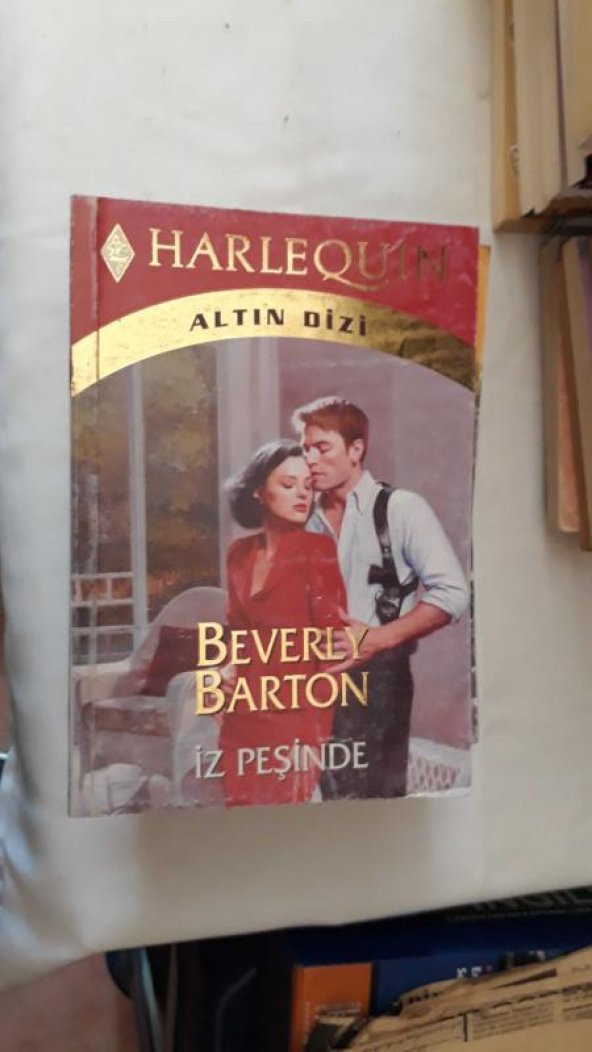 HARLEQUIN
ALTIN DİZİ
BEVERLY
BARTON
İZ PEŞİNDE